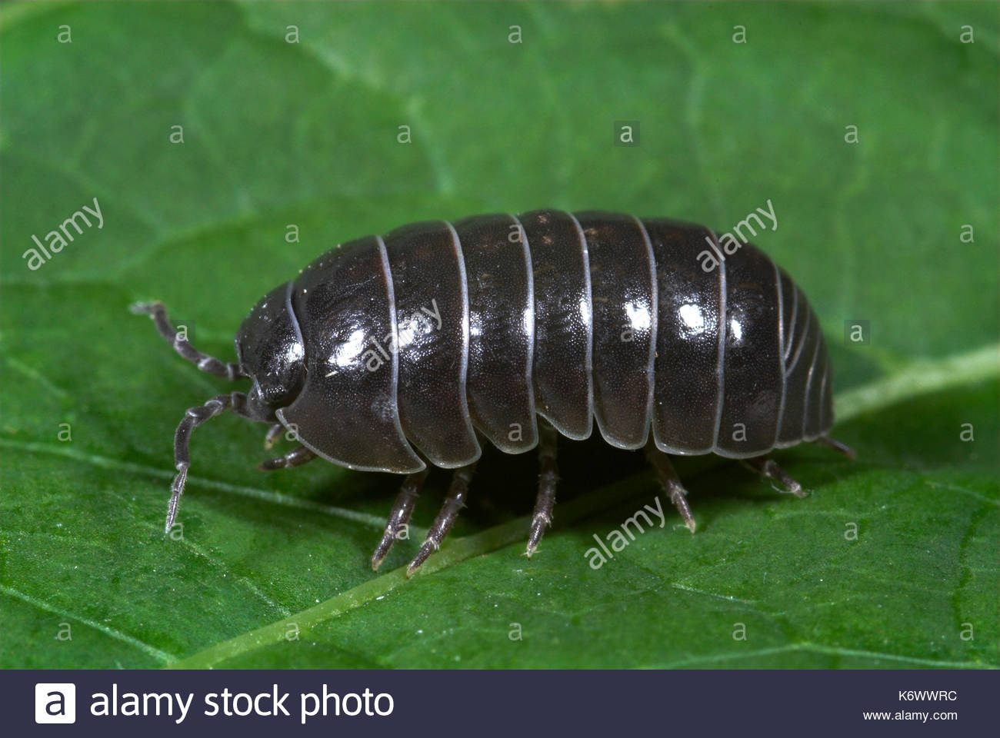 a a a a a
a a a a
alamy alamy
a a
alamy
a a
a a a
alamy
a a
a a a a a
a alamy stock photo
K6WWRC
www.alamy.com